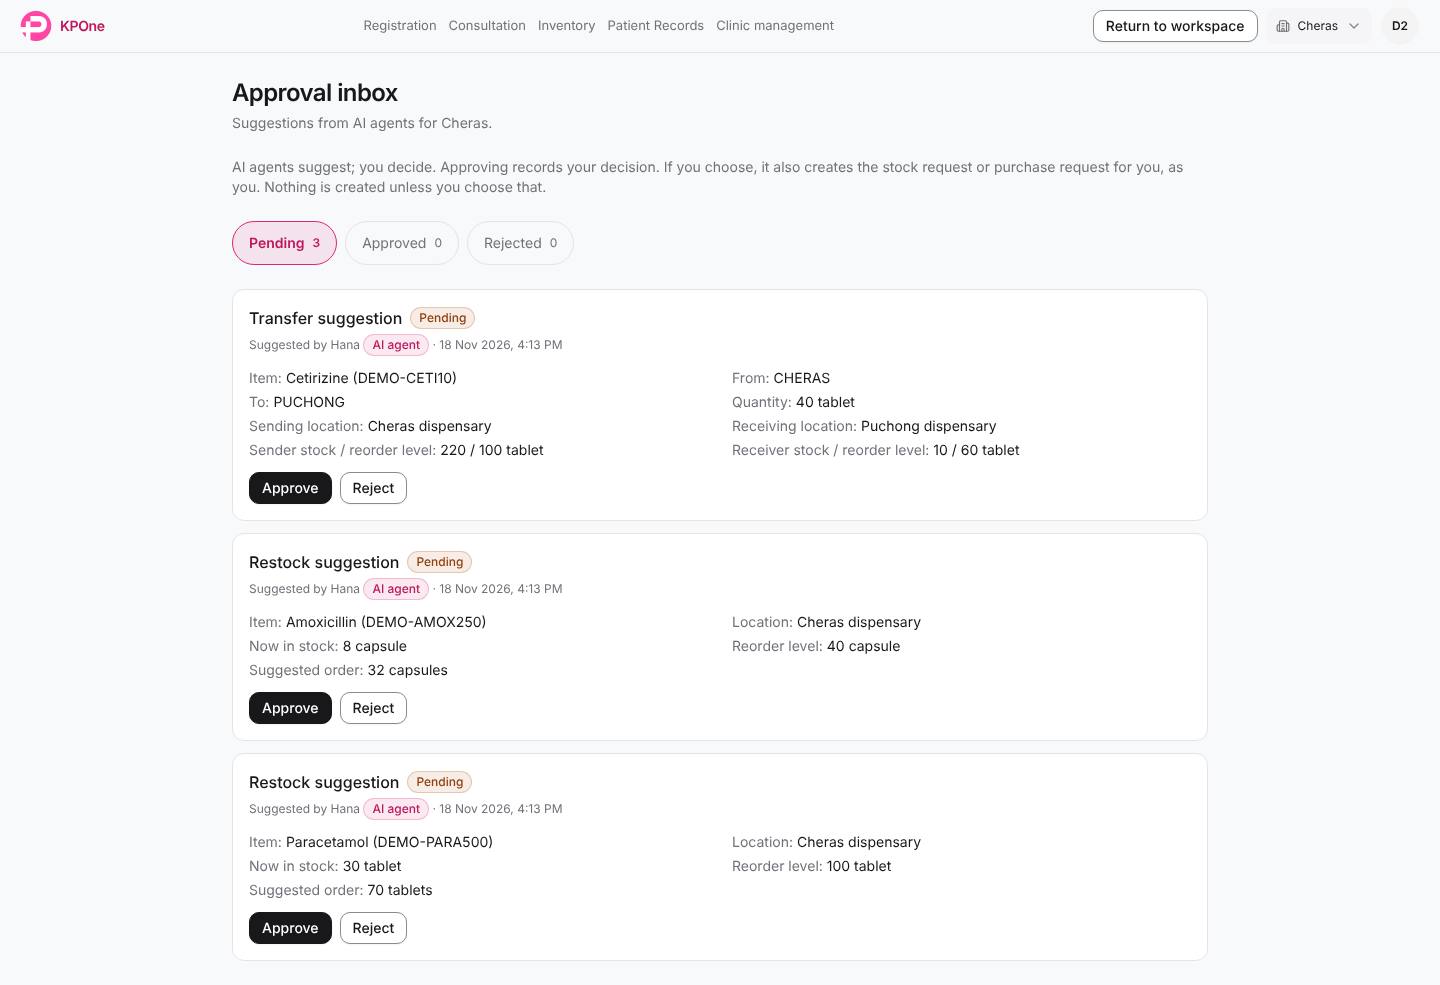 KPOne
Registration Consultation Inventory Patient Records Clinic management
Return to workspace
Cheras
D2
Approval inbox
Suggestions from AI agents for Cheras.
AI agents suggest; you decide. Approving records your decision. If you choose, it also creates the stock request or purchase request for you, as
you. Nothing is created unless you choose that.
Pending 3
Approved 0
Rejected 0
Transfer suggestion Pending
Suggested by Hana AI agent · 18 Nov 2026, 4:13 PM
Item: Cetirizine (DEMO-CETI10)
From: CHERAS
To: PUCHONG
Quantity: 40 tablet
Sending location: Cheras dispensary
Receiving location: Puchong dispensary
Sender stock / reorder level: 220 / 100 tablet
Receiver stock / reorder level: 10 / 60 tablet
Approve Reject
Restock suggestion Pending
Suggested by Hana AI agent · 18 Nov 2026, 4:13 PM
Item: Amoxicillin (DEMO-AMOX250)
Location: Cheras dispensary
Now in stock: 8 capsule
Reorder level: 40 capsule
Suggested order: 32 capsules
Approve Reject
Restock suggestion Pending
Suggested by Hana AI agent · 18 Nov 2026, 4:13 PM
Item: Paracetamol (DEMO-PARA500)
Location: Cheras dispensary
Now in stock: 30 tablet
Reorder level: 100 tablet
Suggested order: 70 tablets
Approve Reject